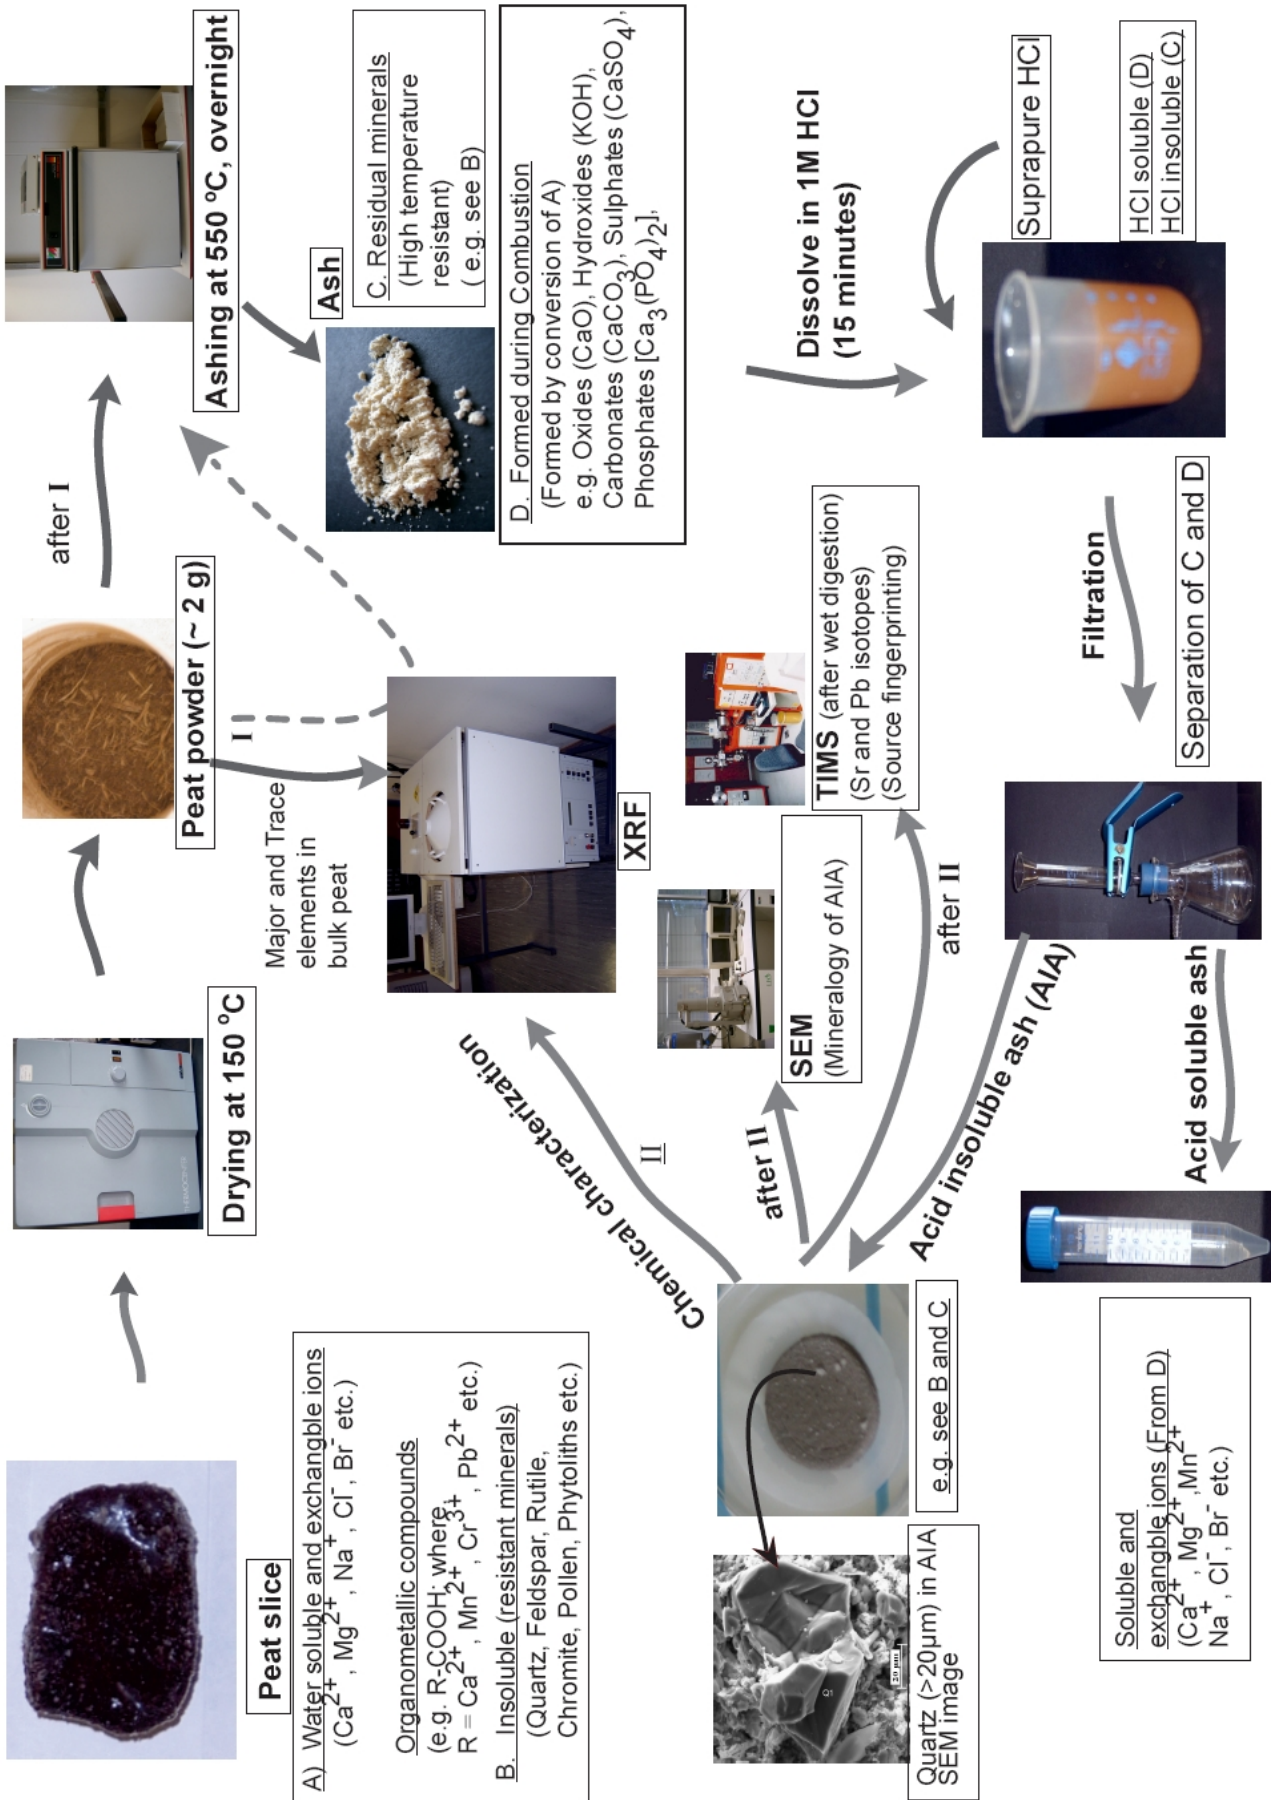 Peat slice
A) Water soluble and exchangble ions
(Ca2+, Mg2+, Na+, Cl-, Br- etc.)
Organometallic compounds
(e.g. R-COOH; where,
R = Ca2+, Mn2+, Cr3+, Pb2+ etc.)
B. Insoluble (resistant minerals)
(Quartz, Feldspar, Rutile,
Chromite, Pollen, Phytoliths etc.
Drying at 150 ºC
Peat powder (~ 2 g)
after I
Ashing at 550 ºC, overnight
I
Major and Trace
elements in
bulk peat
XRF
Ash
C. Residual minerals
(High temperature
resistant)
( e.g. see B)
D. Formed during Combustion
(Formed by conversion of A)
e.g. Oxides (CaO), Hydroxides (KOH),
Carbonates (CaCO3), Sulphates (CaSO4),
Phosphates [Ca3(PO4)2],
Dissolve in 1M HCl
(15 minutes)
Suprapure HCl
HCl soluble (D)
HCl insoluble (C)
Filtration
Separation of C and D
Acid insoluble ash (AIA)
Acid soluble ash
Chemical characterization
II
after II
SEM
(Mineralogy of AIA)
after II
TIMS (after wet digestion)
(Sr and Pb isotopes)
(Source fingerprinting)
e.g. see B and C
Q1
20 µm
Quartz (>20µm) in AIA
SEM image
Soluble and
exchangble ions (From D)
(Ca2+, Mg2+, Mn2+
Na+, Cl-, Br- etc.)